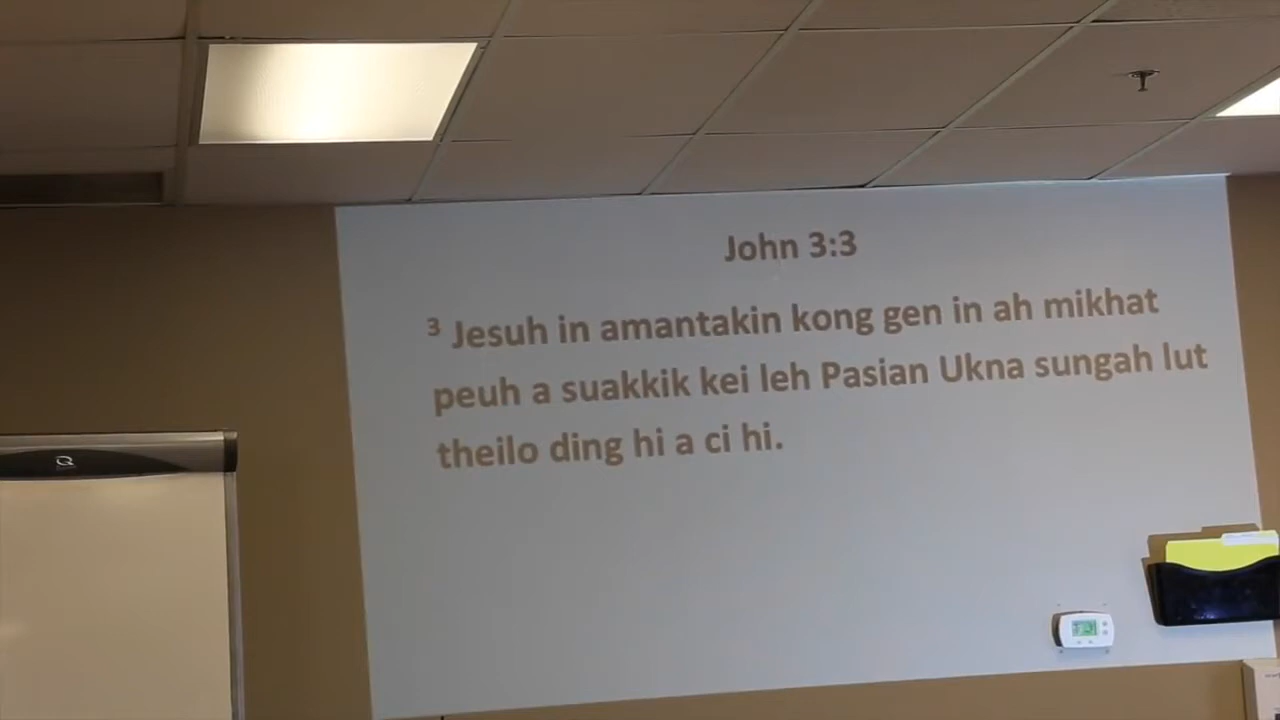 John 3:3
3 Jesuh in amantakin kong gen in ah mikhat
peuh a suakkik kei leh Pasian Ukna sungah lut
theilo ding hi a ci hi.